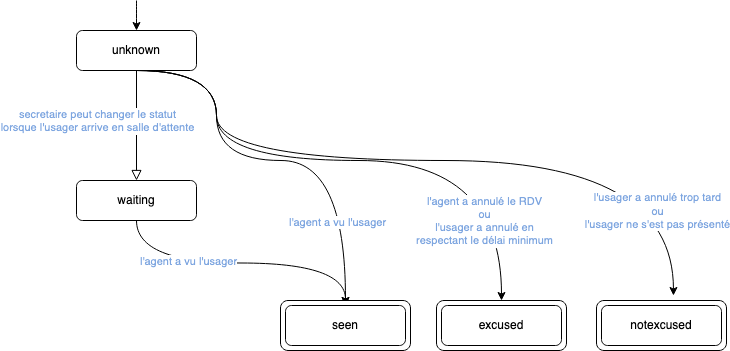 unknown
secretaire peut changer le statut
lorsque l'usager arrive en salle d'attente
waiting
l'agent a vu l'usager
l'agent a vu l'usager
l'agent a annulé le RDV
ou
l'usager a annulé en
respectant le délai minimum
l'usager a annulé trop tard
ou
l'usager ne s'est pas présenté
seen
excused
notexcused